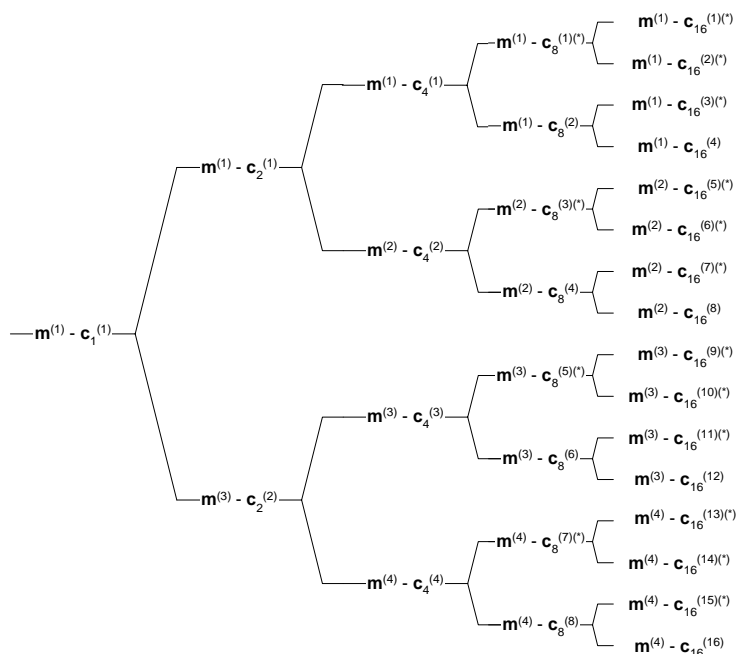 m(1) - c16(1)(*)
m(1) - c8(1)(*)
m(1) - c16(2)(*)
m(1) - c4(1)
m(1) - c16(3)(*)
m(1) - c8(2)
m(1) - c16(4)
m(1) - c2(1)
m(2) - c16(5)(*)
m(2) - c8(3)(*)
m(2) - c16(6)(*)
m(2) - c4(2)
m(2) - c16(7)(*)
m(2) - c8(4)
m(2) - c16(8)
m(1) - c1(1)
m(3) - c16(9)(*)
m(3) - c8(5)(*)
m(3) - c16(10)(*)
m(3) - c4(3)
m(3) - c16(11)(*)
m(3) - c8(6)
m(3) - c16(12)
m(3) - c2(2)
m(4) - c16(13)(*)
m(4) - c8(7)(*)
m(4) - c16(14)(*)
m(4) - c4(4)
m(4) - c16(15)(*)
m(4) - c8(8)
m(4) - c16(16)